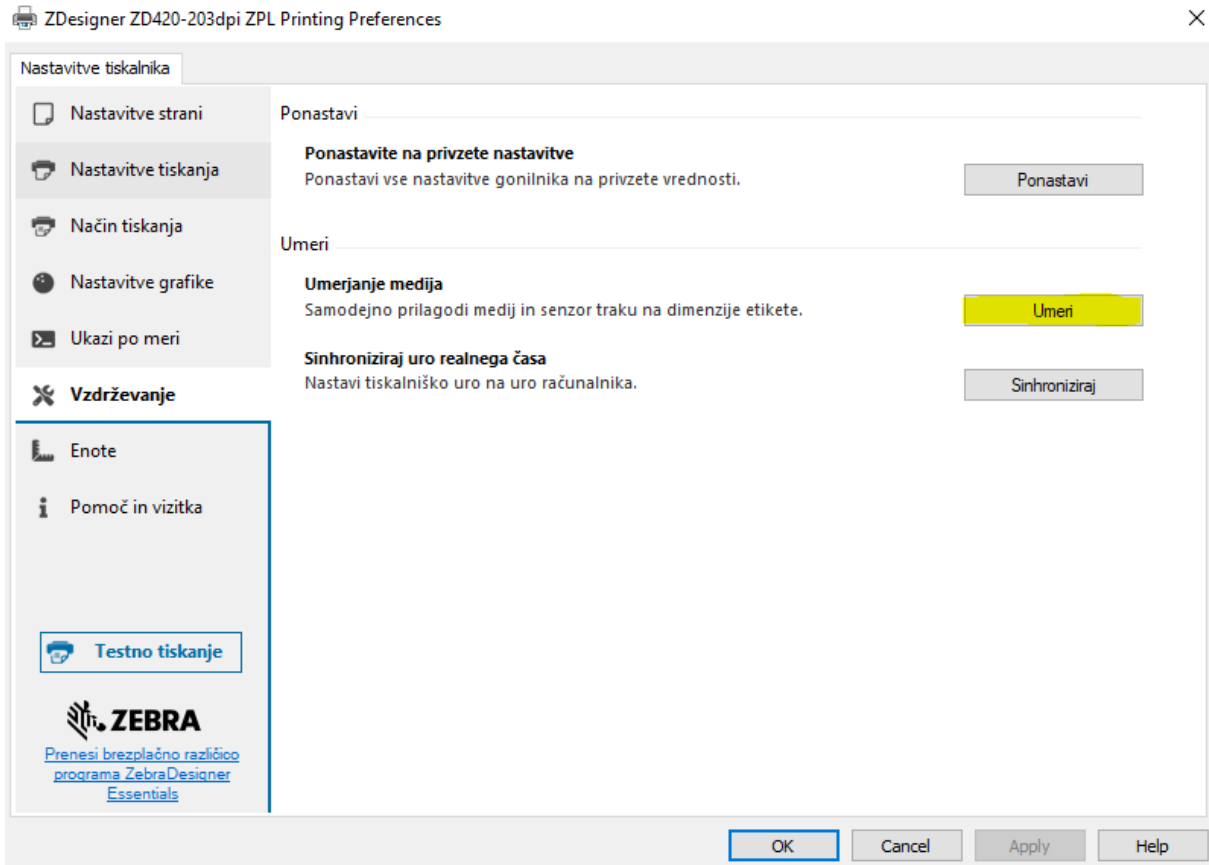 ZDesigner ZD420-203dpi ZPL Printing Preferences
Nastavitve tiskalnika
Nastavitve strani
Nastavitve tiskanja
Način tiskanja
Nastavitve grafike
Ukazi po meri
Vzdrževanje
Enote
Pomoč in vizitka
Testno tiskanje
ZEBRA
Prenesi brezplačno različico
programa ZebraDesigner
Essentials
Ponastavi
Ponastavite na privzete nastavitve
Ponastavi vse nastavitve gonilnika na privzete vrednosti.
Ponastavi
Umeri
Umerjanje medija
Samodejno prilagodi medij in senzor traku na dimenzije etikete.
Umeri
Sinhroniziraj uro realnega časa
Nastavi tiskalniško uro na uro računalnika.
Sinhroniziraj
OK
Cancel
Apply
Help